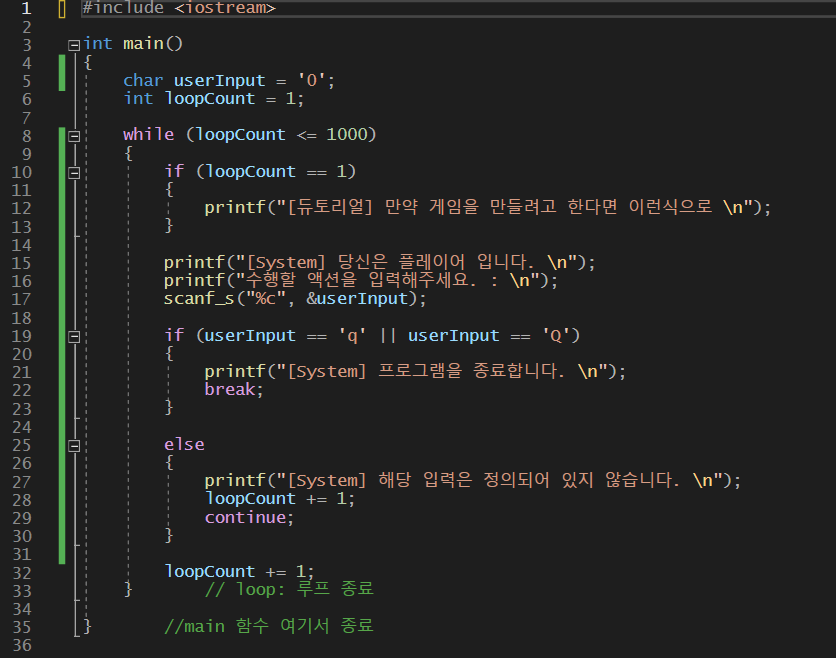 1 #include <iostream>
2
3 int main()
4 {
5 char userInput = '0';
6 int loopCount = 1;
7
8 while (loopCount <= 1000)
9 {
10 if (loopCount == 1)
11 {
12 printf("[듀토리얼] 만약 게임을 만들려고 한다면 이런식으로 \n");
13 }
14
15 printf("[System] 당신은 플레이어 입니다. \n");
16 printf("수행할 액션을 입력해주세요. : \n");
17 scanf_s("%c", &userInput);
18
19 if (userInput == 'q' || userInput == 'Q')
20 {
21 printf("[System] 프로그램을 종료합니다. \n");
22 break;
23 }
24
25 else
26 {
27 printf("[System] 해당 입력은 정의되어 있지 않습니다. \n");
28 loopCount += 1;
29 continue;
30 }
31
32 loopCount += 1;
33 } // loop: 루프 종료
34
35 } //main 함수 여기서 종료
36